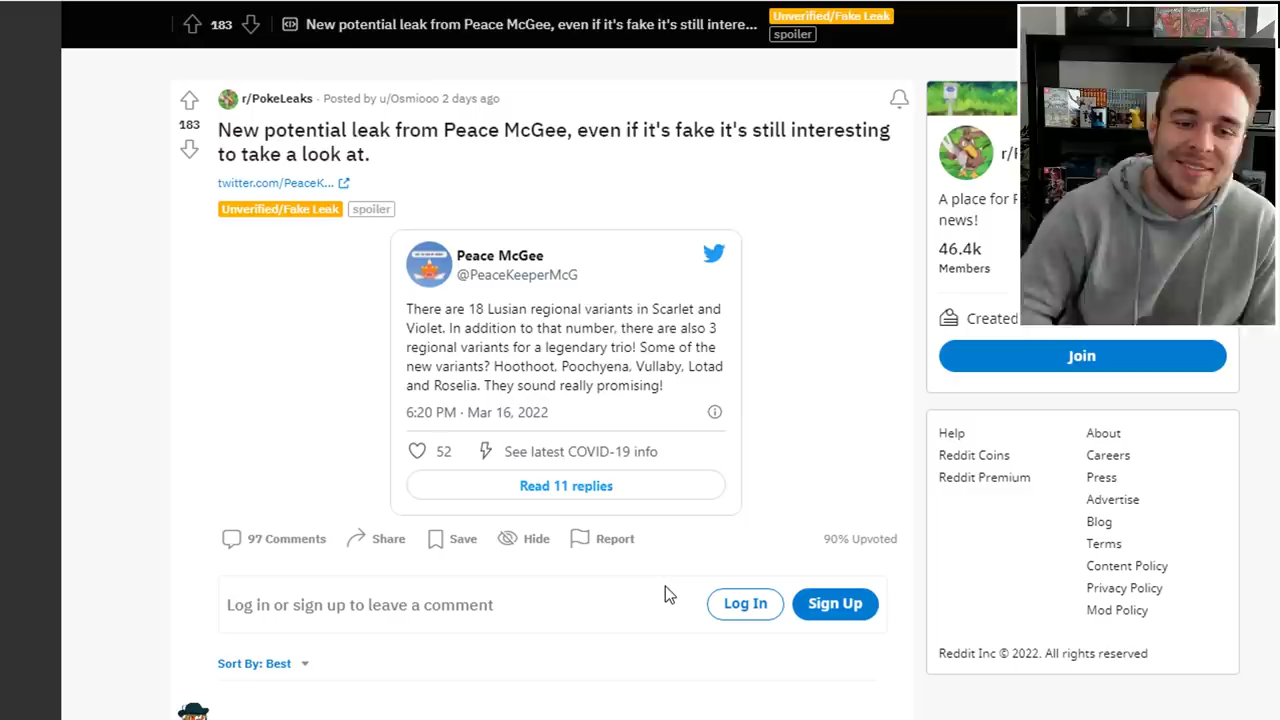 183
New potential leak from Peace McGee, even if it's fake it's still intere...
Unverified/Fake Leak
spoiler
r/PokeLeaks · Posted by u/Osmiooo 2 days ago
183
New potential leak from Peace McGee, even if it's fake it's still interesting
to take a look at.
twitter.com/PeaceK...
Unverified/Fake Leak
spoiler
Peace McGee
@PeaceKeeperMcG
There are 18 Lusian regional variants in Scarlet and
Violet. In addition to that number, there are also 3
regional variants for a legendary trio! Some of the
new variants? Hoothoot, Poochyena, Vullaby, Lotad
and Roselia. They sound really promising!
6:20 PM · Mar 16, 2022
52
See latest COVID-19 info
Read 11 replies
97 Comments
Share
Save
Hide
Report
90% Upvoted
Log in or sign up to leave a comment
Log In
Sign Up
Sort By: Best
A place for
news!
46.4k
Members
Created
Join
Help
Reddit Coins
Reddit Premium
About
Careers
Press
Advertise
Blog
Terms
Content Policy
Privacy Policy
Mod Policy
Reddit Inc © 2022. All rights reserved